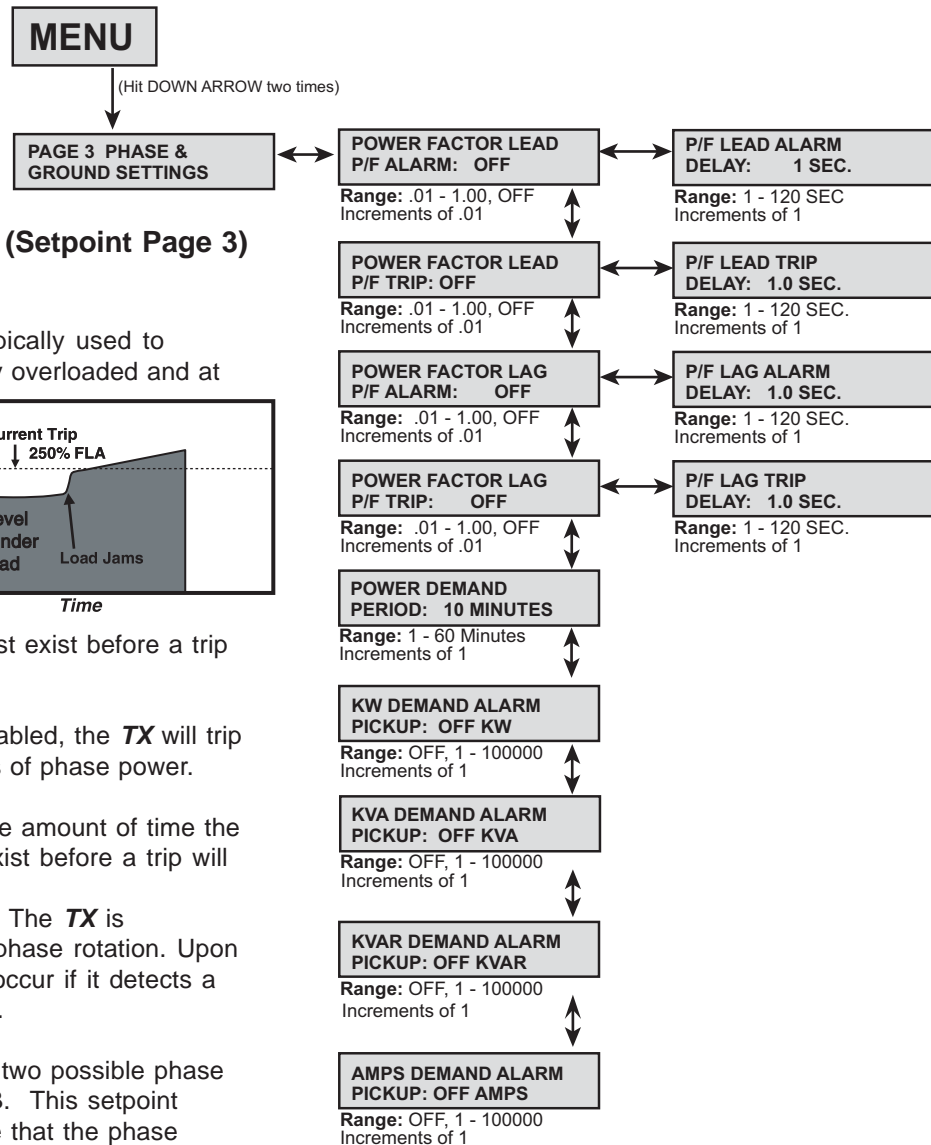 MENU
(Hit DOWN ARROW two times)
PAGE 3 PHASE &
GROUND SETTINGS
POWER FACTOR LEAD
P/F ALARM: OFF
Range: .01 - 1.00, OFF
Increments of .01
P/F LEAD ALARM
DELAY: 1 SEC.
Range: 1 - 120 SEC
Increments of 1
POWER FACTOR LEAD
P/F TRIP: OFF
Range: .01 - 1.00, OFF
Increments of .01
P/F LEAD TRIP
DELAY: 1.0 SEC.
Range: 1 - 120 SEC.
Increments of 1
POWER FACTOR LAG
P/F ALARM: OFF
Range: .01 - 1.00, OFF
Increments of .01
P/F LAG ALARM
DELAY: 1.0 SEC.
Range: 1 - 120 SEC.
Increments of 1
POWER FACTOR LAG
P/F TRIP: OFF
Range: .01 - 1.00, OFF
Increments of .01
P/F LAG TRIP
DELAY: 1.0 SEC.
Range: 1 - 120 SEC.
Increments of 1
POWER DEMAND
PERIOD: 10 MINUTES
Range: 1 - 60 Minutes
Increments of 1
KW DEMAND ALARM
PICKUP: OFF KW
Range: OFF, 1 - 100000
Increments of 1
KVA DEMAND ALARM
PICKUP: OFF KVA
Range: OFF, 1 - 100000
Increments of 1
KVAR DEMAND ALARM
PICKUP: OFF KVAR
Range: OFF, 1 - 100000
Increments of 1
AMPS DEMAND ALARM
PICKUP: OFF AMPS
Range: OFF, 1 - 100000
Increments of 1
(Setpoint Page 3)
used to
overloaded and at
Trip
250% FLA
Load Jams
Time
exist before a trip
the TX will trip
of phase power.
amount of time the
before a trip will
The TX is
phase rotation. Upon
occur if it detects a
two possible phase
This setpoint
that the phase